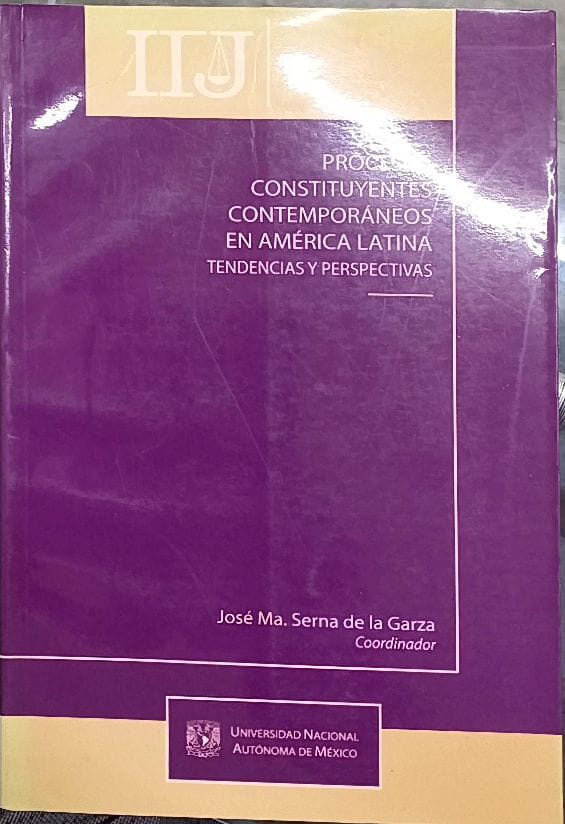 IIJ
CONSTITUYENTES
CONTEMPORÁNEOS
EN AMÉRICA LATINA
TENDENCIAS Y PERSPECTIVAS
José Ma. Serna de la Garza
Coordinador
UNIVERSIDAD NACIONAL
AUTÓNOMA DE MÉXICO